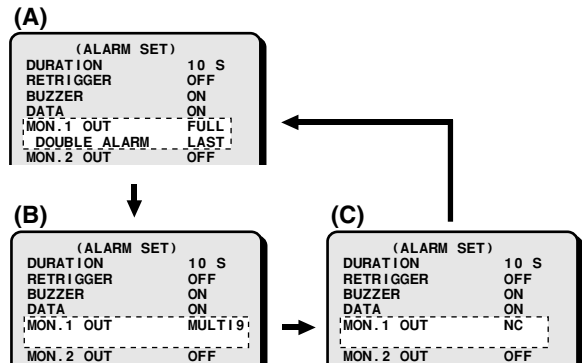 (A)
(ALARM SET)
DURATION 10 S
RETRIGGER OFF
BUZZER ON
DATA ON
MON.1 OUT FULL
DOUBLE ALARM LAST
MON.2 OUT OFF
(B)
(ALARM SET)
DURATION 10 S
RETRIGGER OFF
BUZZER ON
DATA ON
MON.1 OUT MULTI9
MON.2 OUT OFF
(C)
(ALARM SET)
DURATION 10 S
RETRIGGER OFF
BUZZER ON
DATA ON
MON.1 OUT NC
MON.2 OUT OFF